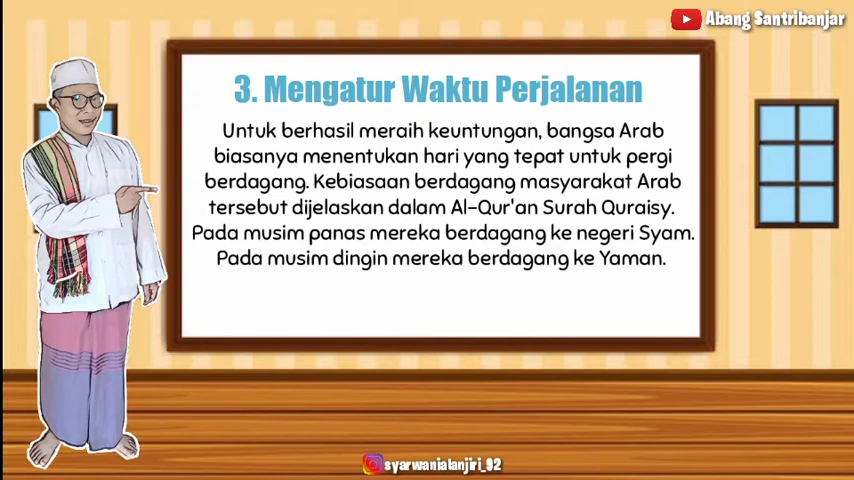 Abang Santribanjar
3. Mengatur Waktu Perjalanan
Untuk berhasil meraih keuntungan, bangsa Arab
biasanya menentukan hari yang tepat untuk pergi
berdagang. Kebiasaan berdagang masyarakat Arab
tersebut dijelaskan dalam Al-Qur'an Surah Quraisy.
Pada musim panas mereka berdagang ke negeri Syam.
Pada musim dingin mereka berdagang ke Yaman.
syarwanialanjiri_92